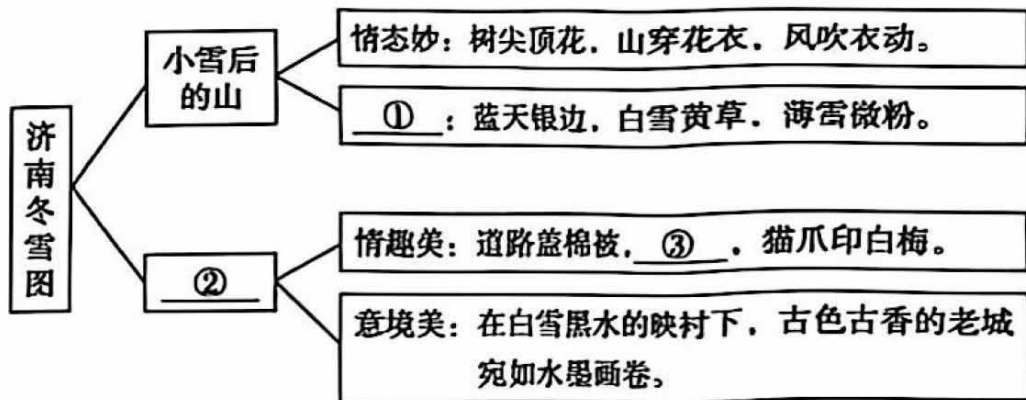 济南冬雪图
小雪后
的山
情态妙：树尖顶花，山穿花衣，风吹衣动。
①：蓝天银边，白雪黄草，薄雪微粉。
②
情趣美：道路盖棉被，③，猫爪印白梅。
意境美：在白雪黑水的映衬下，古色古香的老城
宛如水墨画卷。